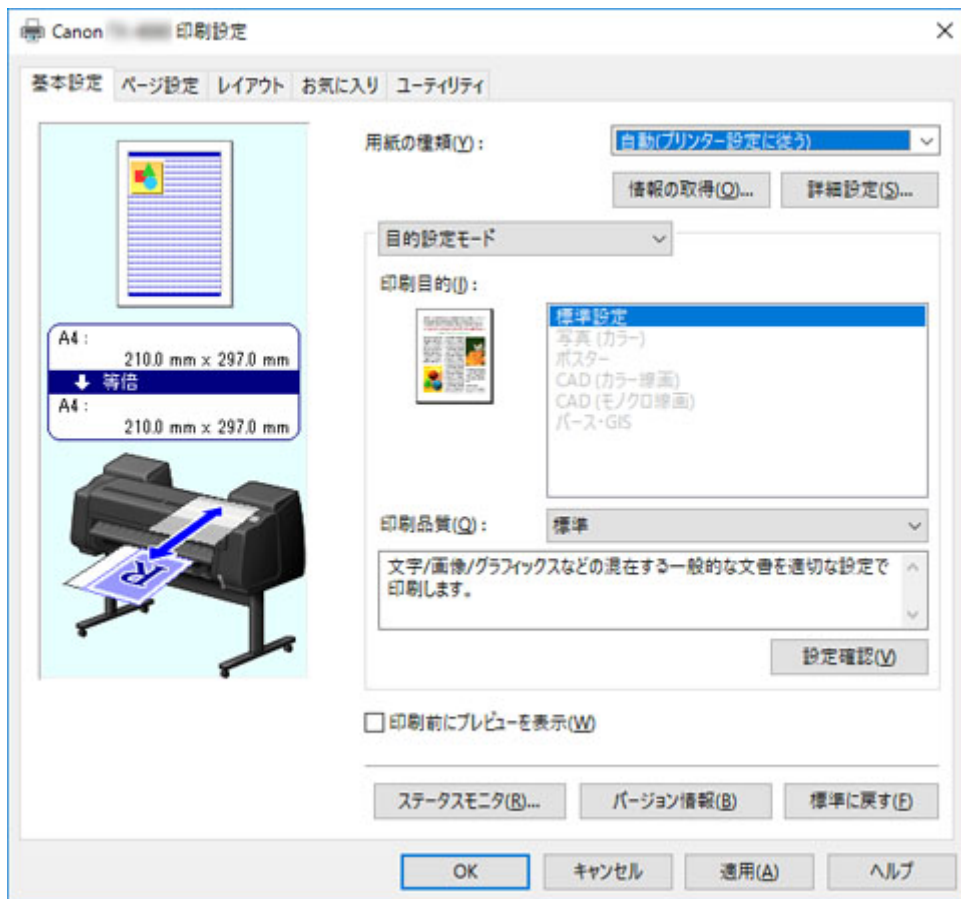 Canon 印刷設定
基本設定 ページ設定 レイアウト お気に入り ユーティリティ
用紙の種類(Y): 自動(プリンター設定に従う)
情報の取得(O)... 詳細設定(S)...
目的設定モード
印刷目的(I):
標準設定
写真 (カラー)
ポスター
CAD (カラー線画)
CAD (モノクロ線画)
パース・GIS
A4:
210.0 mm x 297.0 mm
等倍
A4:
210.0 mm x 297.0 mm
R
印刷品質(Q): 標準
文字/画像/グラフィックスなどの混在する一般的な文書を適切な設定で
印刷します。
設定確認(V)
印刷前にプレビューを表示(W)
ステータスモニタ(R)... バージョン情報(B) 標準に戻す(F)
OK キャンセル 適用(A) ヘルプ